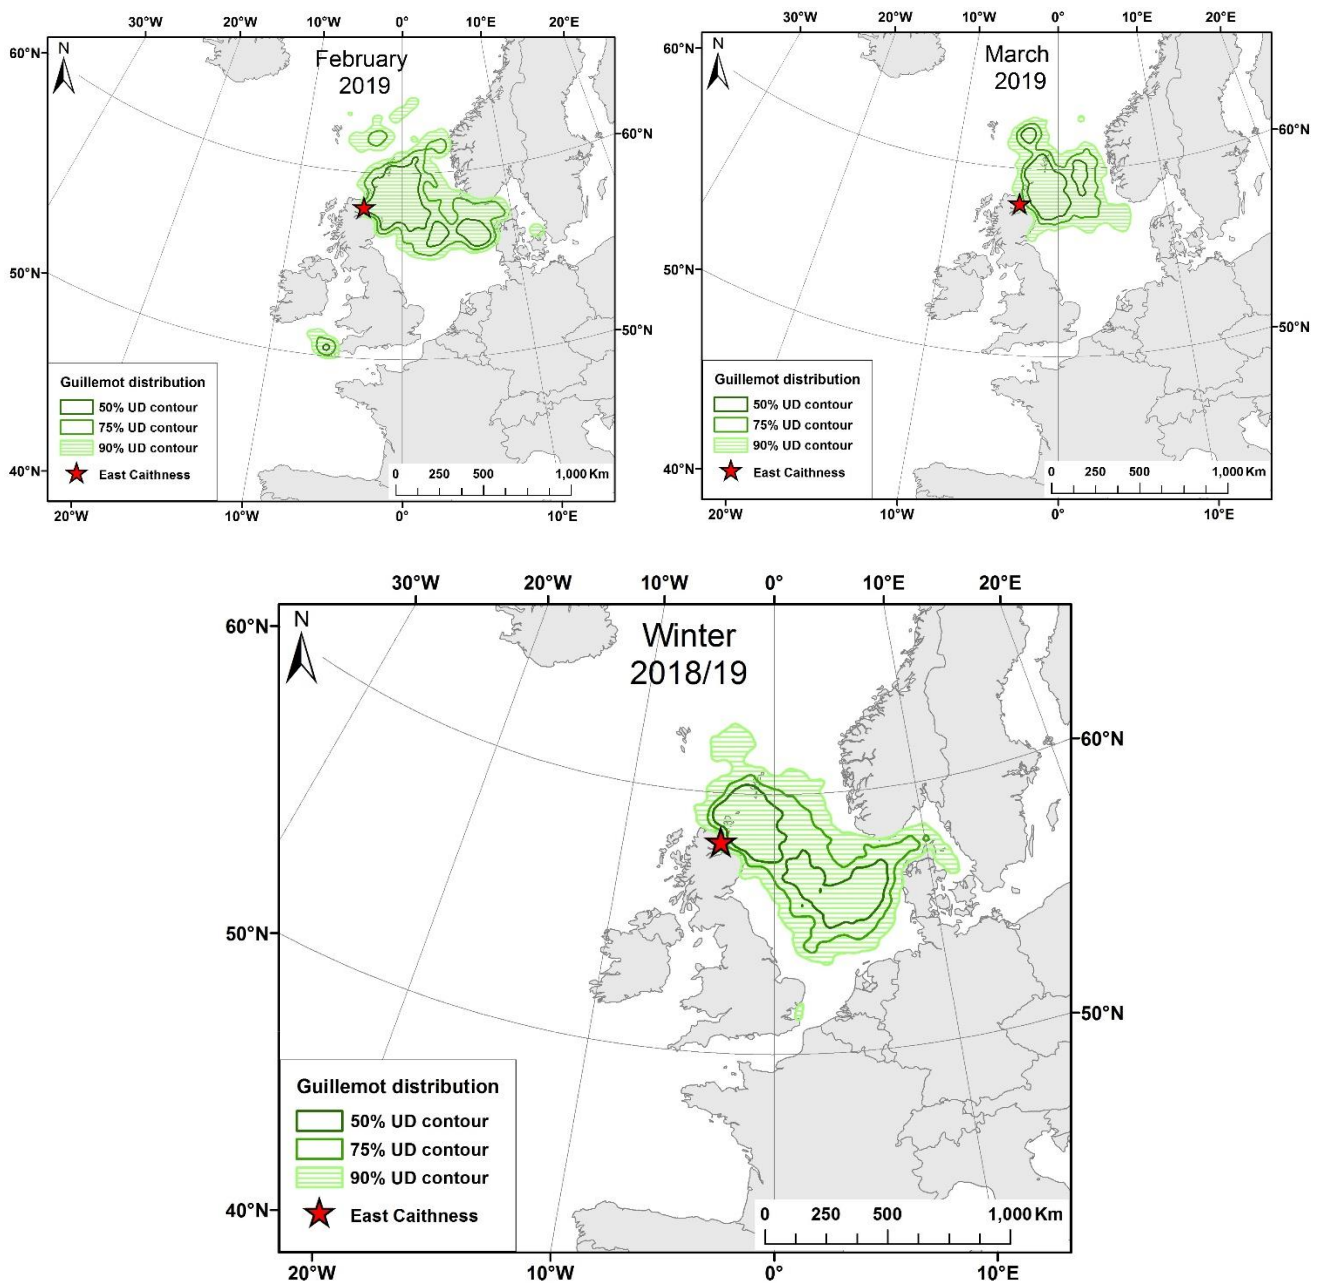 30°W 20°W 10°W 0° 10°E 20°E
60°N
N
February
2019
60°N
50°N
50°N
Guillemot distribution
50% UD contour
75% UD contour
90% UD contour
East Caithness
40°N
0 250 500 1,000 Km
20°W 10°W 0° 10°E
30°W 20°W 10°W 0° 10°E 20°E
60°N
N
March
2019
60°N
50°N
50°N
Guillemot distribution
50% UD contour
75% UD contour
90% UD contour
East Caithness
40°N
0 250 500 1,000 Km
20°W 10°W 0° 10°E
30°W 20°W 10°W 0° 10°E 20°E
60°N
N
Winter
2018/19
60°N
50°N
50°N
Guillemot distribution
50% UD contour
75% UD contour
90% UD contour
East Caithness
40°N
0 250 500 1,000 Km
20°W 10°W 0° 10°E